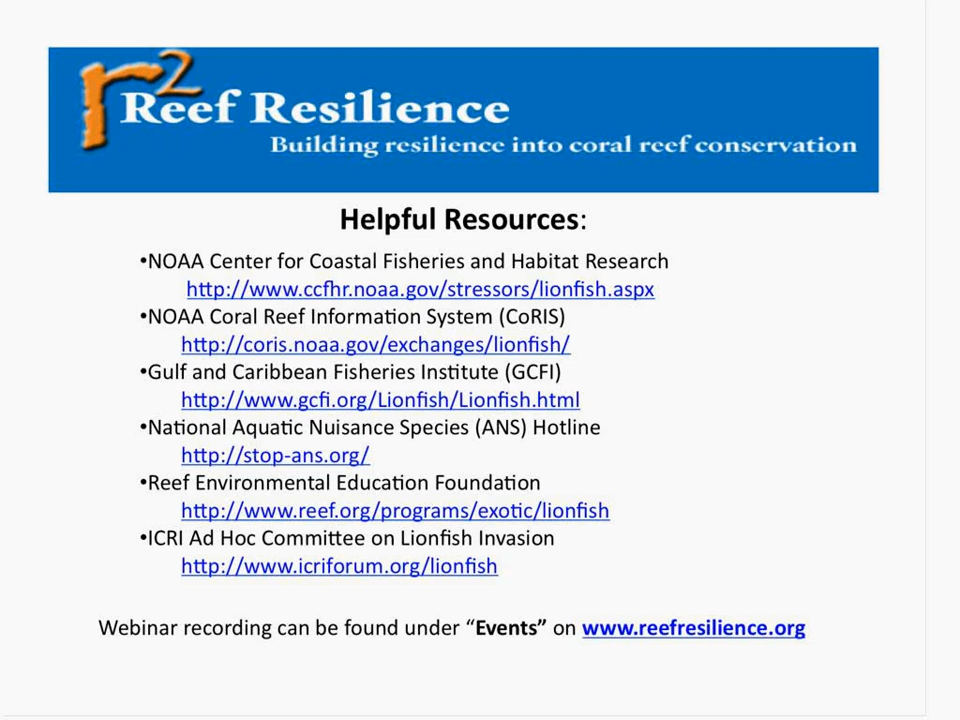 r2
Reef Resilience
Building resilience into coral reef conservation
Helpful Resources:
•NOAA Center for Coastal Fisheries and Habitat Research
http://www.ccfhr.noaa.gov/stressors/lionfish.aspx
•NOAA Coral Reef Information System (CoRIS)
http://coris.noaa.gov/exchanges/lionfish/
•Gulf and Caribbean Fisheries Institute (GCFI)
http://www.gcfi.org/Lionfish/Lionfish.html
•National Aquatic Nuisance Species (ANS) Hotline
http://stop-ans.org/
•Reef Environmental Education Foundation
http://www.reef.org/programs/exotic/lionfish
•ICRI Ad Hoc Committee on Lionfish Invasion
http://www.icriforum.org/lionfish
Webinar recording can be found under “Events” on www.reefresilience.org